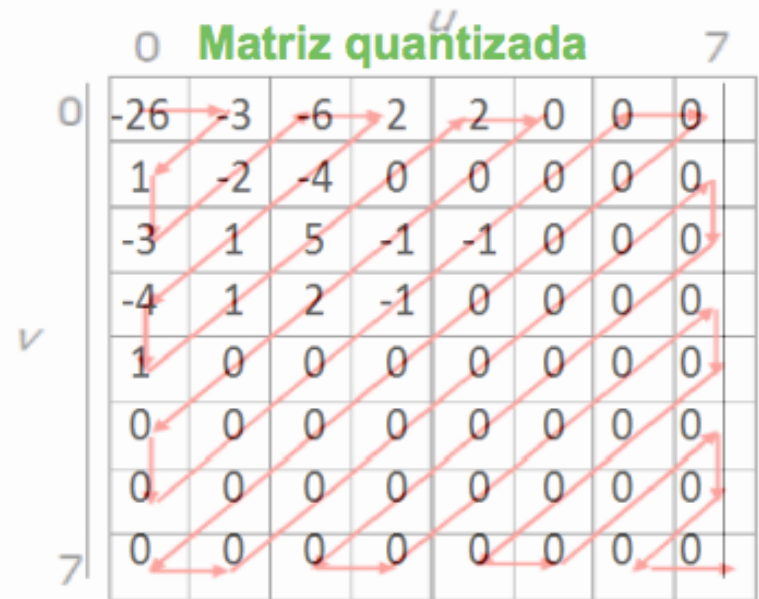 u
0 Matriz quantizada 7
0 -26 -3 -6 2 2 0 0 0
1 -2 -4 0 0 0 0 0
-3 1 5 -1 -1 0 0 0
-4 1 2 -1 0 0 0 0
v
1 0 0 0 0 0 0 0
0 0 0 0 0 0 0 0
0 0 0 0 0 0 0 0
7 0 0 0 0 0 0 0 0